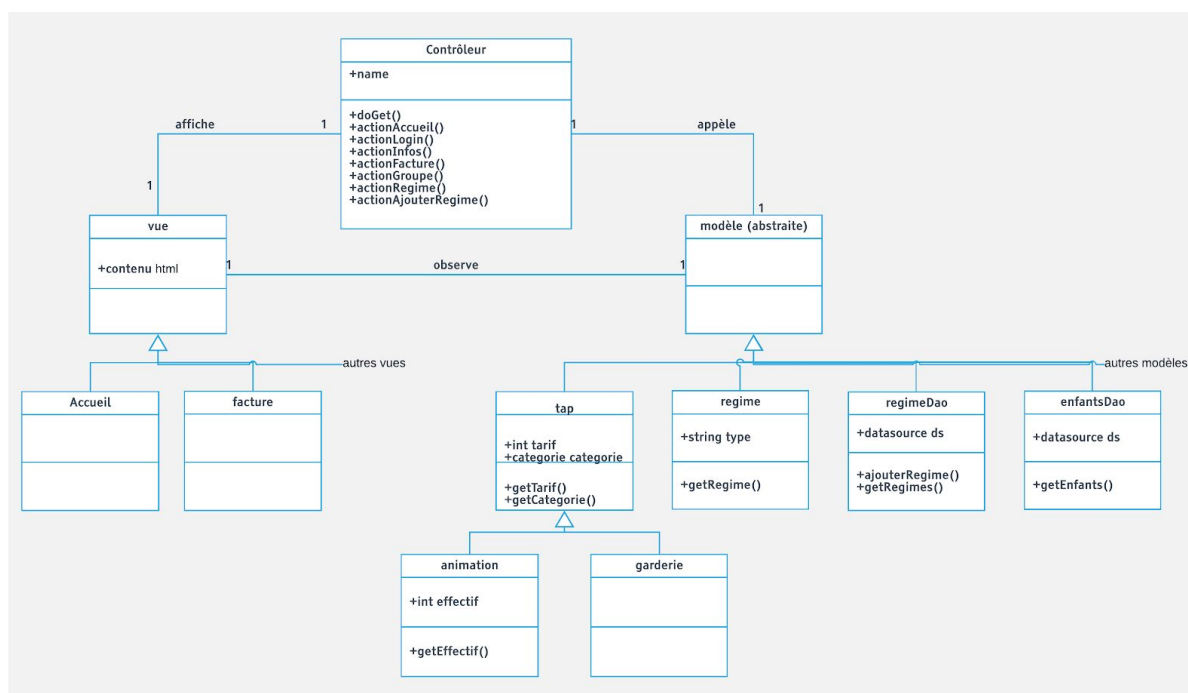 Contrôleur
+name
+doGet()
+actionAccueil()
+actionLogin()
+actionInfos()
+actionFacture()
+actionGroupe()
+actionRegime()
+actionAjouterRegime()
affiche
1
1
appèle
1
1
vue
+contenu html
modèle (abstraite)
1
observe
1
autres vues
autres modèles
Accueil
facture
tap
+int tarif
+categorie categorie
+getTarif()
+getCategorie()
regime
+string type
+getRegime()
regimeDao
+datasource ds
+ajouterRegime()
+getRegimes()
enfantsDao
+datasource ds
+getEnfants()
animation
+int effectif
+getEffectif()
garderie